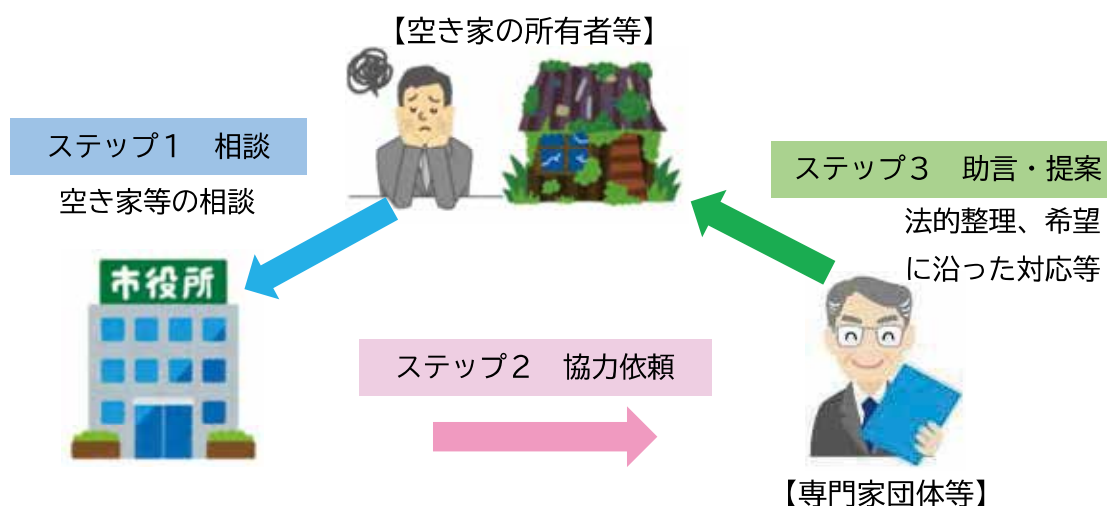 【空き家の所有者等】
ステップ1 相談
空き家等の相談
市役所
ステップ2 協力依頼
ステップ3 助言・提案
法的整理、希望
に沿った対応等
【専門家団体等】